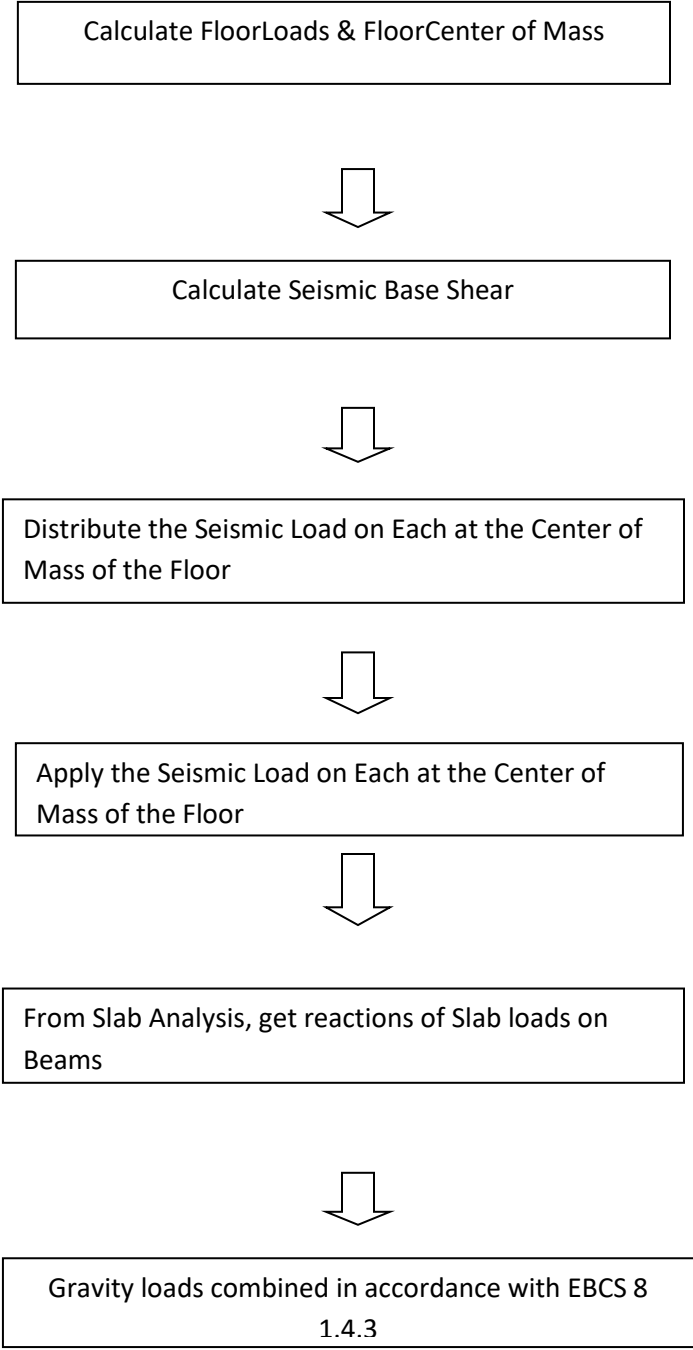 Calculate FloorLoads & FloorCenter of Mass
Calculate Seismic Base Shear
Distribute the Seismic Load on Each at the Center of
Mass of the Floor
Apply the Seismic Load on Each at the Center of
Mass of the Floor
From Slab Analysis, get reactions of Slab loads on
Beams
Gravity loads combined in accordance with EBCS 8
1.4.3